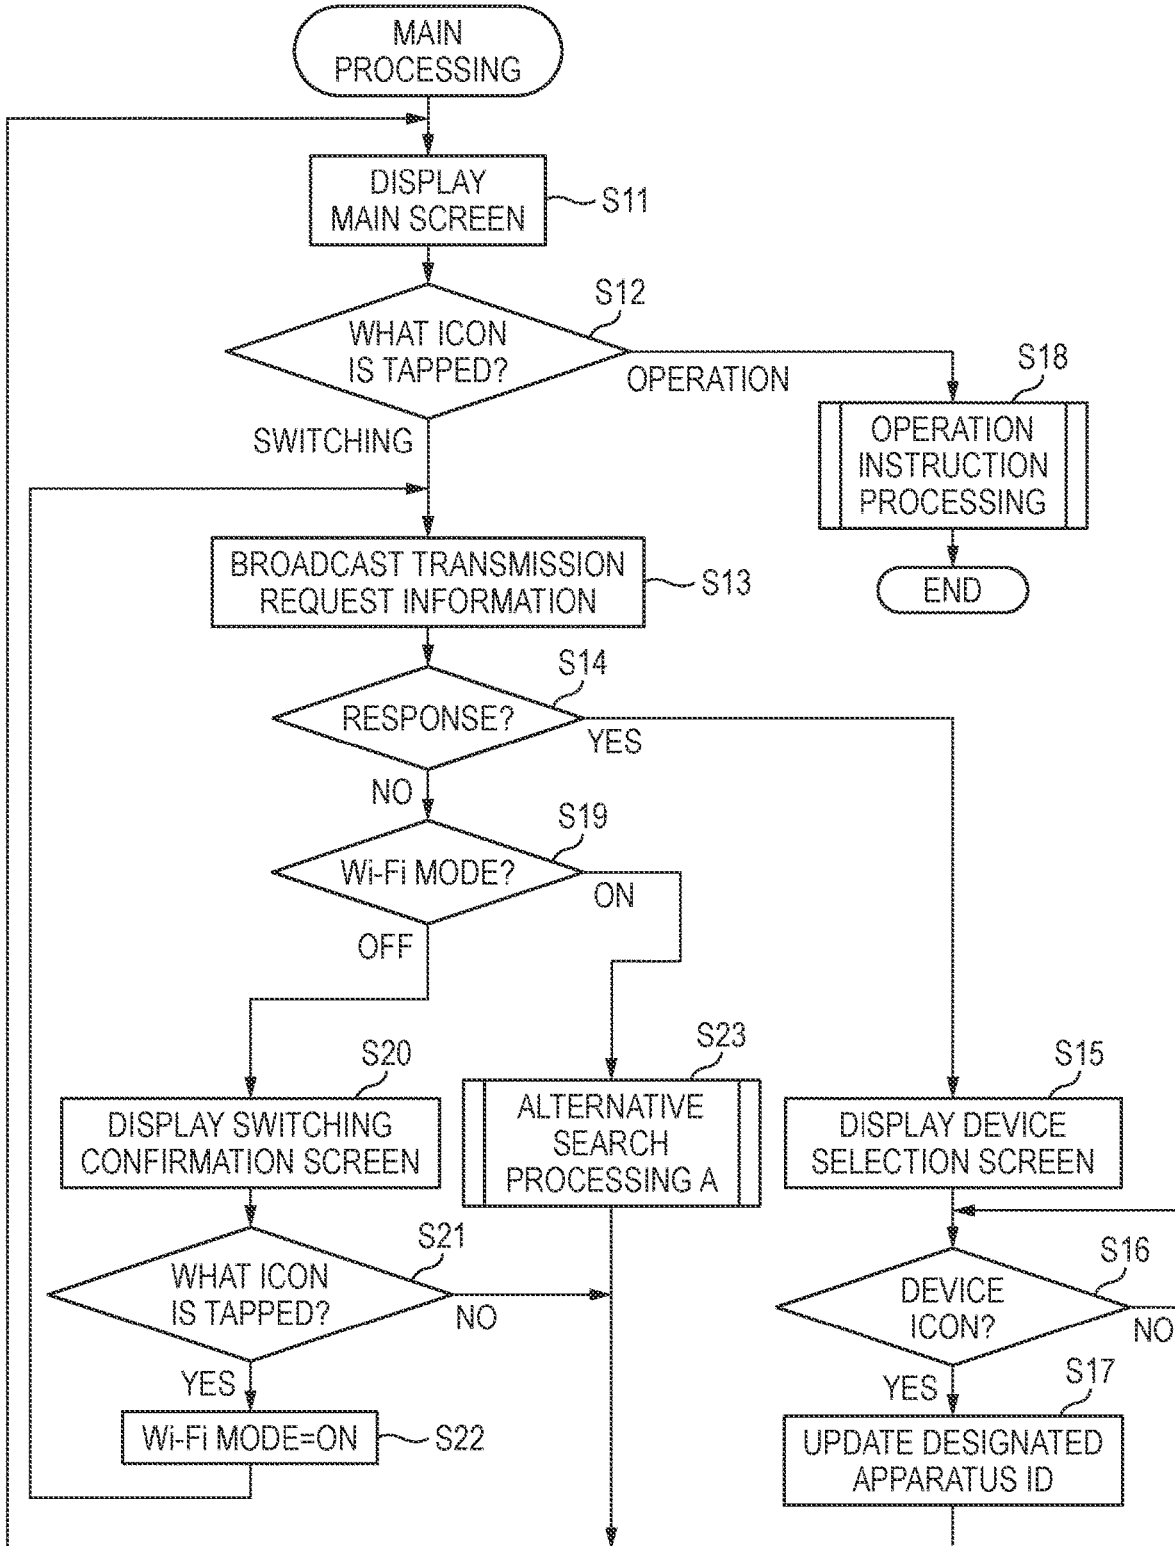 MAIN
PROCESSING
DISPLAY
MAIN SCREEN
S11
S12
WHAT ICON
IS TAPPED?
OPERATION
S18
OPERATION
INSTRUCTION
PROCESSING
SWITCHING
END
BROADCAST TRANSMISSION
REQUEST INFORMATION
S13
S14
RESPONSE?
YES
NO
S19
Wi-Fi MODE?
ON
OFF
S20
DISPLAY SWITCHING
CONFIRMATION SCREEN
S23
ALTERNATIVE
SEARCH
PROCESSING A
S15
DISPLAY DEVICE
SELECTION SCREEN
S21
WHAT ICON
IS TAPPED?
NO
S16
DEVICE
ICON?
NO
YES
Wi-Fi MODE=ON
S22
YES
S17
UPDATE DESIGNATED
APPARATUS ID